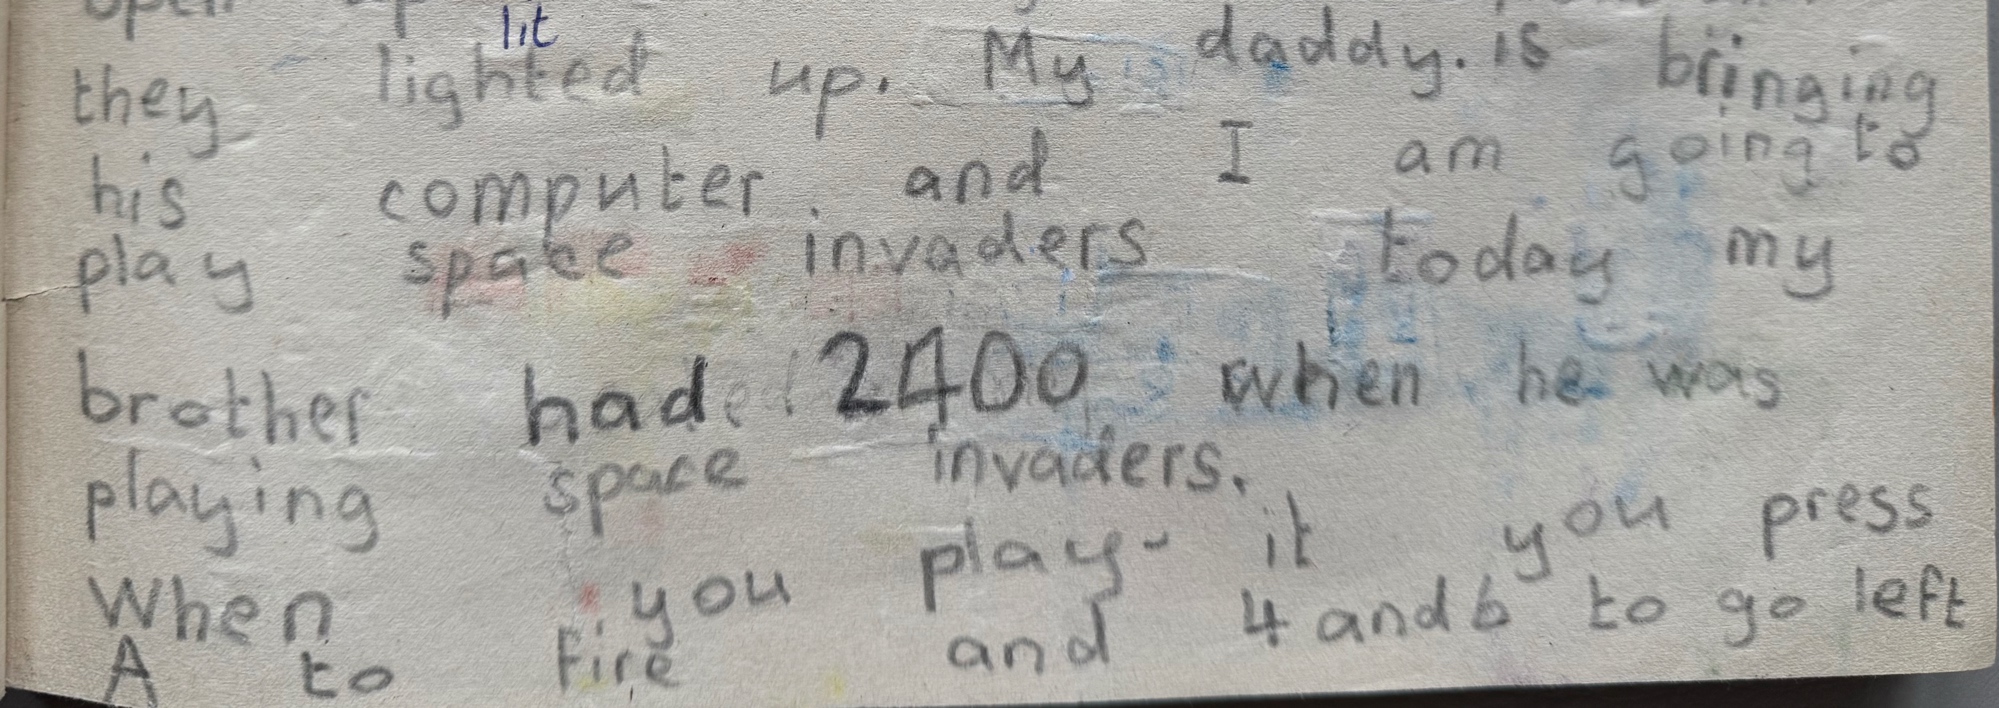 open up
lit
they lighted up. My daddy. is bringing
his computer and I am going to
play space invaders today my
brother had 2400 when he was
playing space invaders.
When you play it you press
A to fire and 4 and 6 to go left